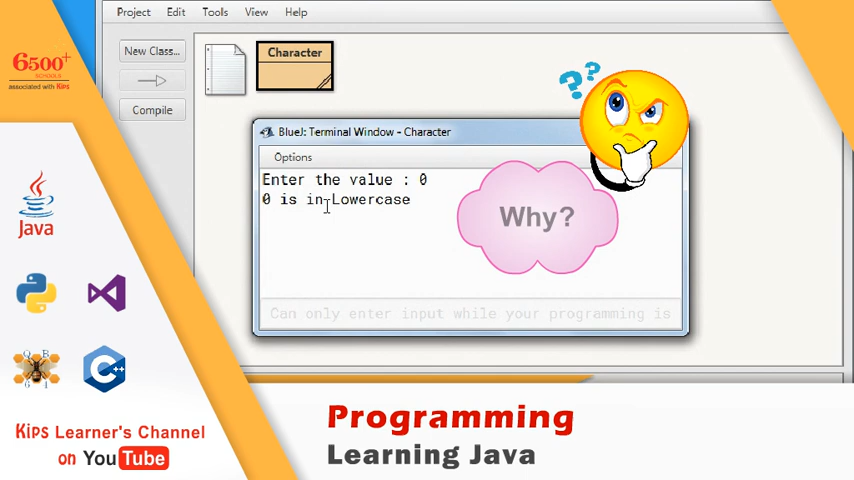 Project Edit Tools View Help
New Class...
Compile
Character
6500+
SCHOOLS
associated with Kips
BlueJ: Terminal Window - Character
Options
Enter the value : 0
0 is in Lowercase
Can only enter input while your programming is
??
Why?
Java
QB
61
C++
Kips Learner's Channel
on YouTube
Programming
Learning Java